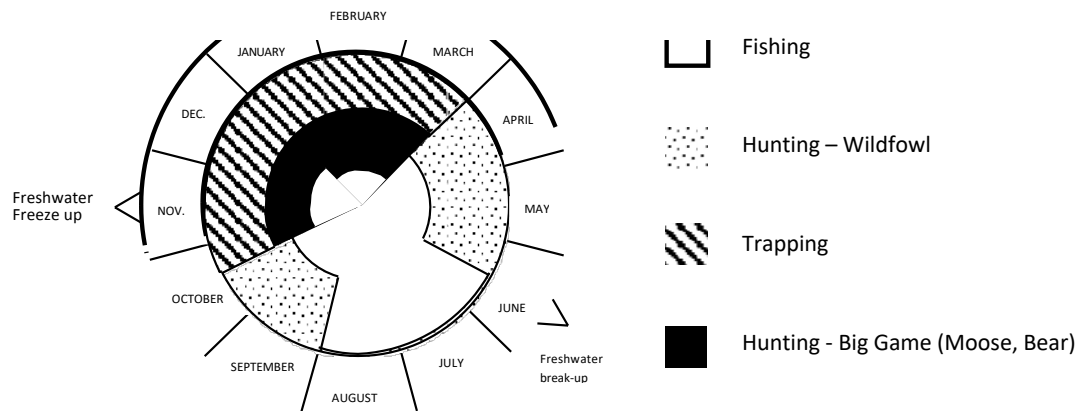 FEBRUARY
JANUARY
MARCH
DEC.
APRIL
Freshwater
Freeze up
NOV.
MAY
OCTOBER
JUNE
SEPTEMBER
JULY
AUGUST
Freshwater
break-up
Fishing
Hunting – Wildfowl
Trapping
Hunting - Big Game (Moose, Bear)